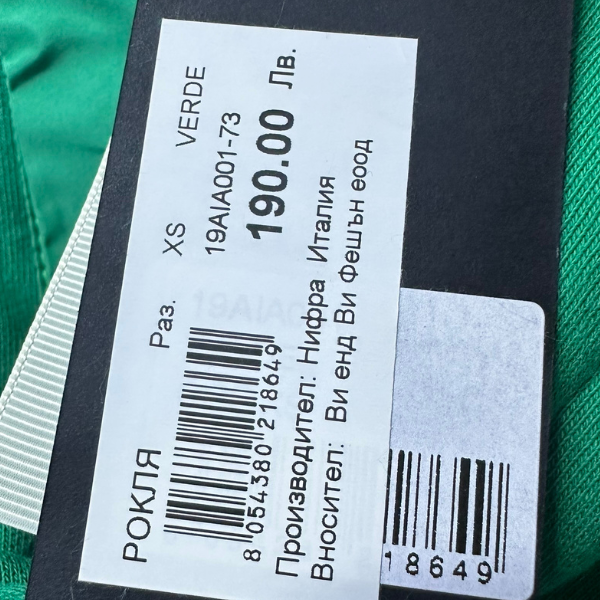 РОКЛЯ Раз. XS VERDE
19AIA001-73
190.00 Лв.
8 054380 218649
Производител: Нифра Италия
Вносител: Ви енд Ви Фешън еоод
18649